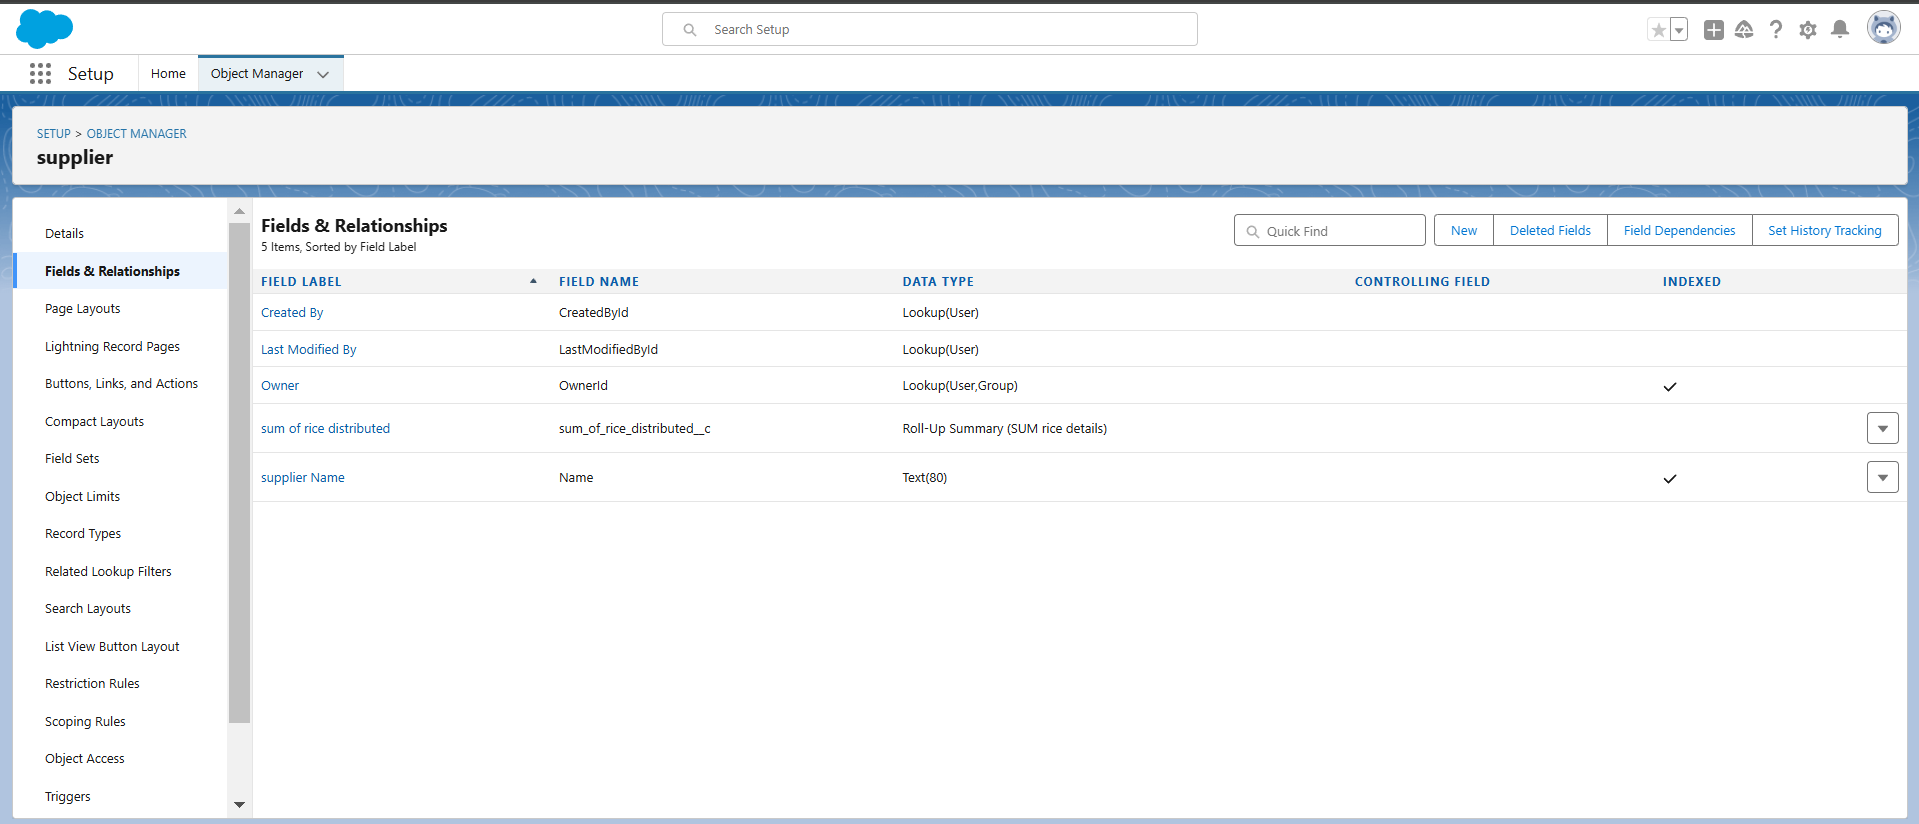 Search Setup
Setup
Home
Object Manager
SETUP > OBJECT MANAGER
supplier
Details
Fields & Relationships
Page Layouts
Lightning Record Pages
Buttons, Links, and Actions
Compact Layouts
Field Sets
Object Limits
Record Types
Related Lookup Filters
Search Layouts
List View Button Layout
Restriction Rules
Scoping Rules
Object Access
Triggers
Fields & Relationships
5 Items, Sorted by Field Label
Quick Find
New
Deleted Fields
Field Dependencies
Set History Tracking
FIELD LABEL FIELD NAME DATA TYPE CONTROLLING FIELD INDEXED
Created By CreatedById Lookup(User)
Last Modified By LastModifiedById Lookup(User)
Owner OwnerId Lookup(User,Group)
sum of rice distributed sum_of_rice_distributed__c Roll-Up Summary (SUM rice details)
supplier Name Name Text(80)